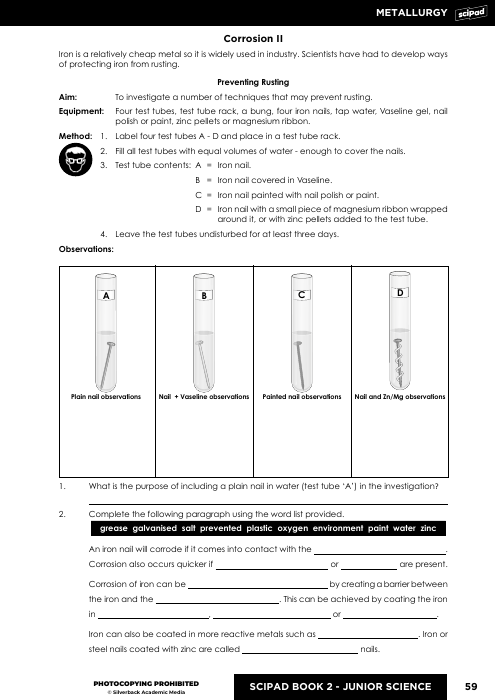 METALLURGY scipad
Corrosion II
Iron is a relatively cheap metal so it is widely used in industry. Scientists have had to develop ways
of protecting iron from rusting.
Preventing Rusting
Aim: To investigate a number of techniques that may prevent rusting.
Equipment: Four test tubes, test tube rack, a bung, four iron nails, tap water, Vaseline gel, nail
polish or paint, zinc pellets or magnesium ribbon.
Method: 1. Label four test tubes A - D and place in a test tube rack.
2. Fill all test tubes with equal volumes of water - enough to cover the nails.
3. Test tube contents: A = Iron nail.
B = Iron nail covered in Vaseline.
C = Iron nail painted with nail polish or paint.
D = Iron nail with a small piece of magnesium ribbon wrapped
around it, or with zinc pellets added to the test tube.
4. Leave the test tubes undisturbed for at least three days.
Observations:
A B C D
Plain nail observations Nail + Vaseline observations Painted nail observations Nail and Zn/Mg observations
1. What is the purpose of including a plain nail in water (test tube 'A') in the investigation?
2. Complete the following paragraph using the word list provided.
grease galvanised salt prevented plastic oxygen environment paint water zinc
An iron nail will corrode if it comes into contact with the ____.
Corrosion also occurs quicker if ____ or ____ are present.
Corrosion of iron can be ____ by creating a barrier between
the iron and the ____. This can be achieved by coating the iron
in ____, ____ or ____.
Iron can also be coated in more reactive metals such as ____. Iron or
steel nails coated with zinc are called ____ nails.
PHOTOCOPYING PROHIBITED
© Silverback Academic Media
SCIPAD BOOK 2 - JUNIOR SCIENCE 59